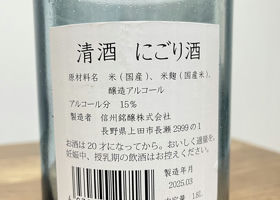 清酒 にごり酒
原材料名 米(国産)、米麹(国産米)、
醸造アルコール
アルコール分 15%
製造者 信州銘醸株式会社
長野県上田市長瀬2999の1
お酒は20才になってから。おいしく適量を。
妊娠中、授乳期の飲酒はお控えください。
製造年月
2025.03
内容量 1.8L